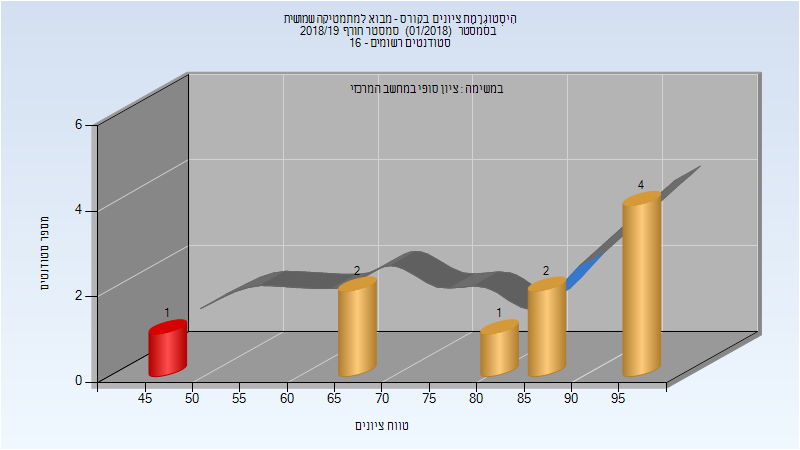 היסטוגרמת ציונים בקורס - מבוא למתמטיקה שמושית
בסמסטר (01/2018) סמסטר חורף 2018/19
סטודנטים רשומים - 16
במשימה : ציון סופי במחשב המרכזי
מספר סטודנטים
6
4
2
0
1
2
1
2
4
45 50 55 60 65 70 75 80 85 90 95
טווח ציונים